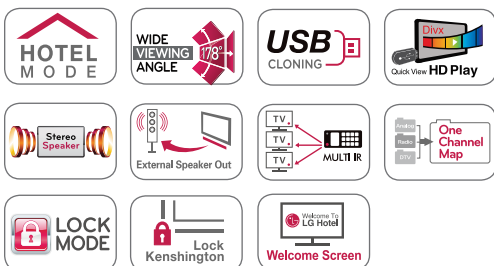 HOTEL
MODE
WIDE
VIEWING
ANGLE
178°
USB
CLONING
Divx
Quick View HD Play
Stereo
Speaker
External Speaker Out
TV
TV
TV
MULTI IR
Analog
Radio
DTV
One
Channel
Map
LOCK
MODE
Lock
Kenshington
Welcome To
LG Hotel
Welcome Screen